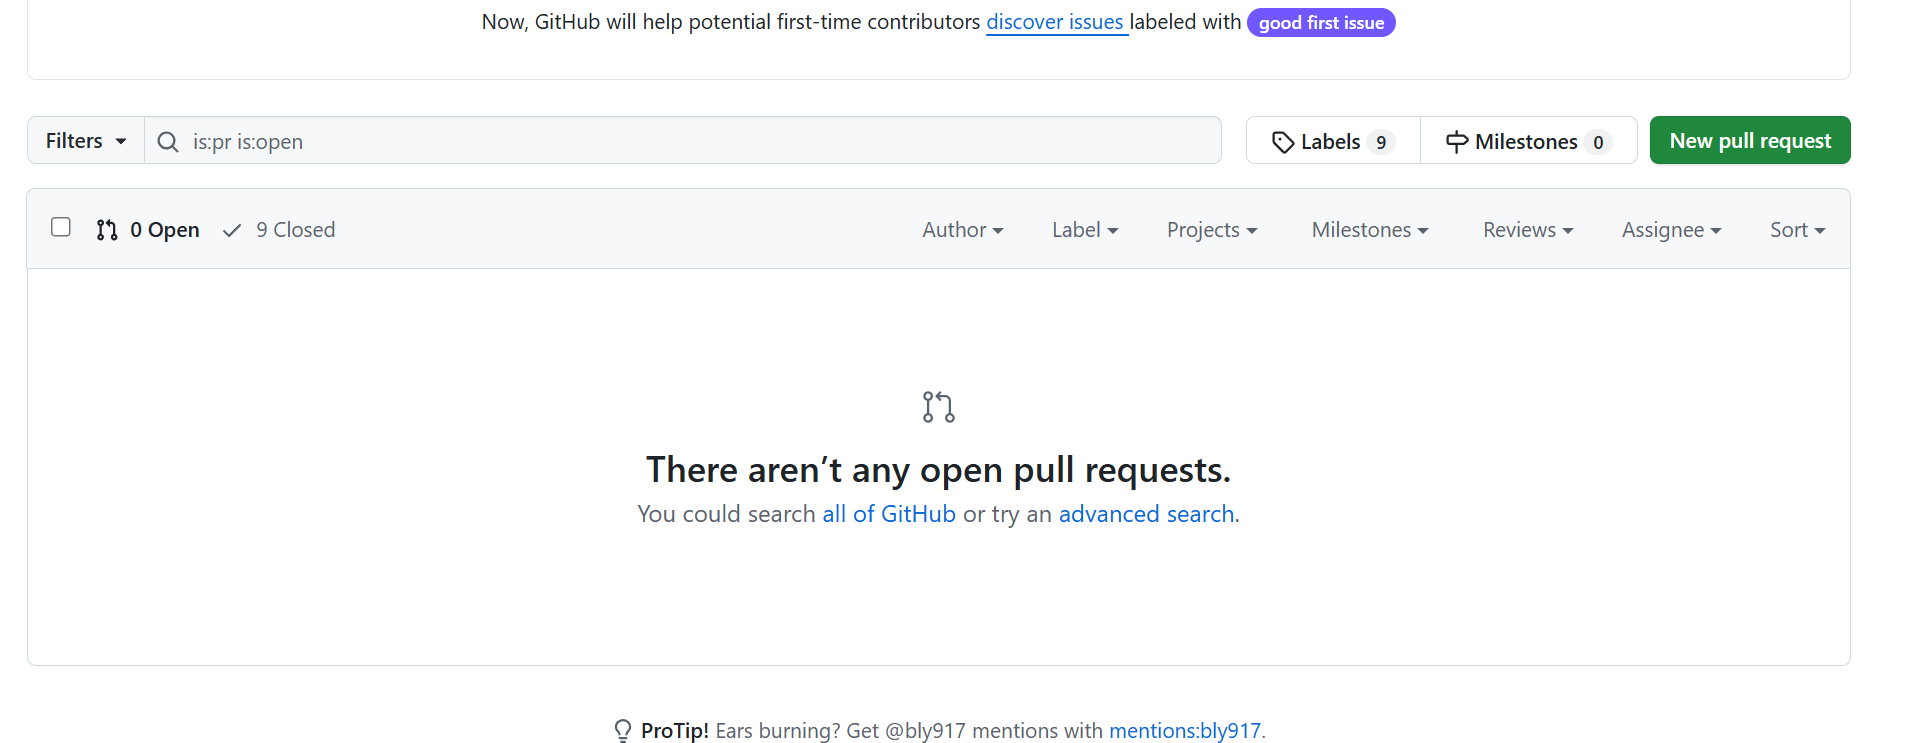 Now, GitHub will help potential first-time contributors discover issues labeled with good first issue
Filters is:pr is:open Labels 9 Milestones 0 New pull request
0 Open 9 Closed Author Label Projects Milestones Reviews Assignee Sort
There aren’t any open pull requests.
You could search all of GitHub or try an advanced search.
ProTip! Ears burning? Get @bly917 mentions with mentions:bly917.